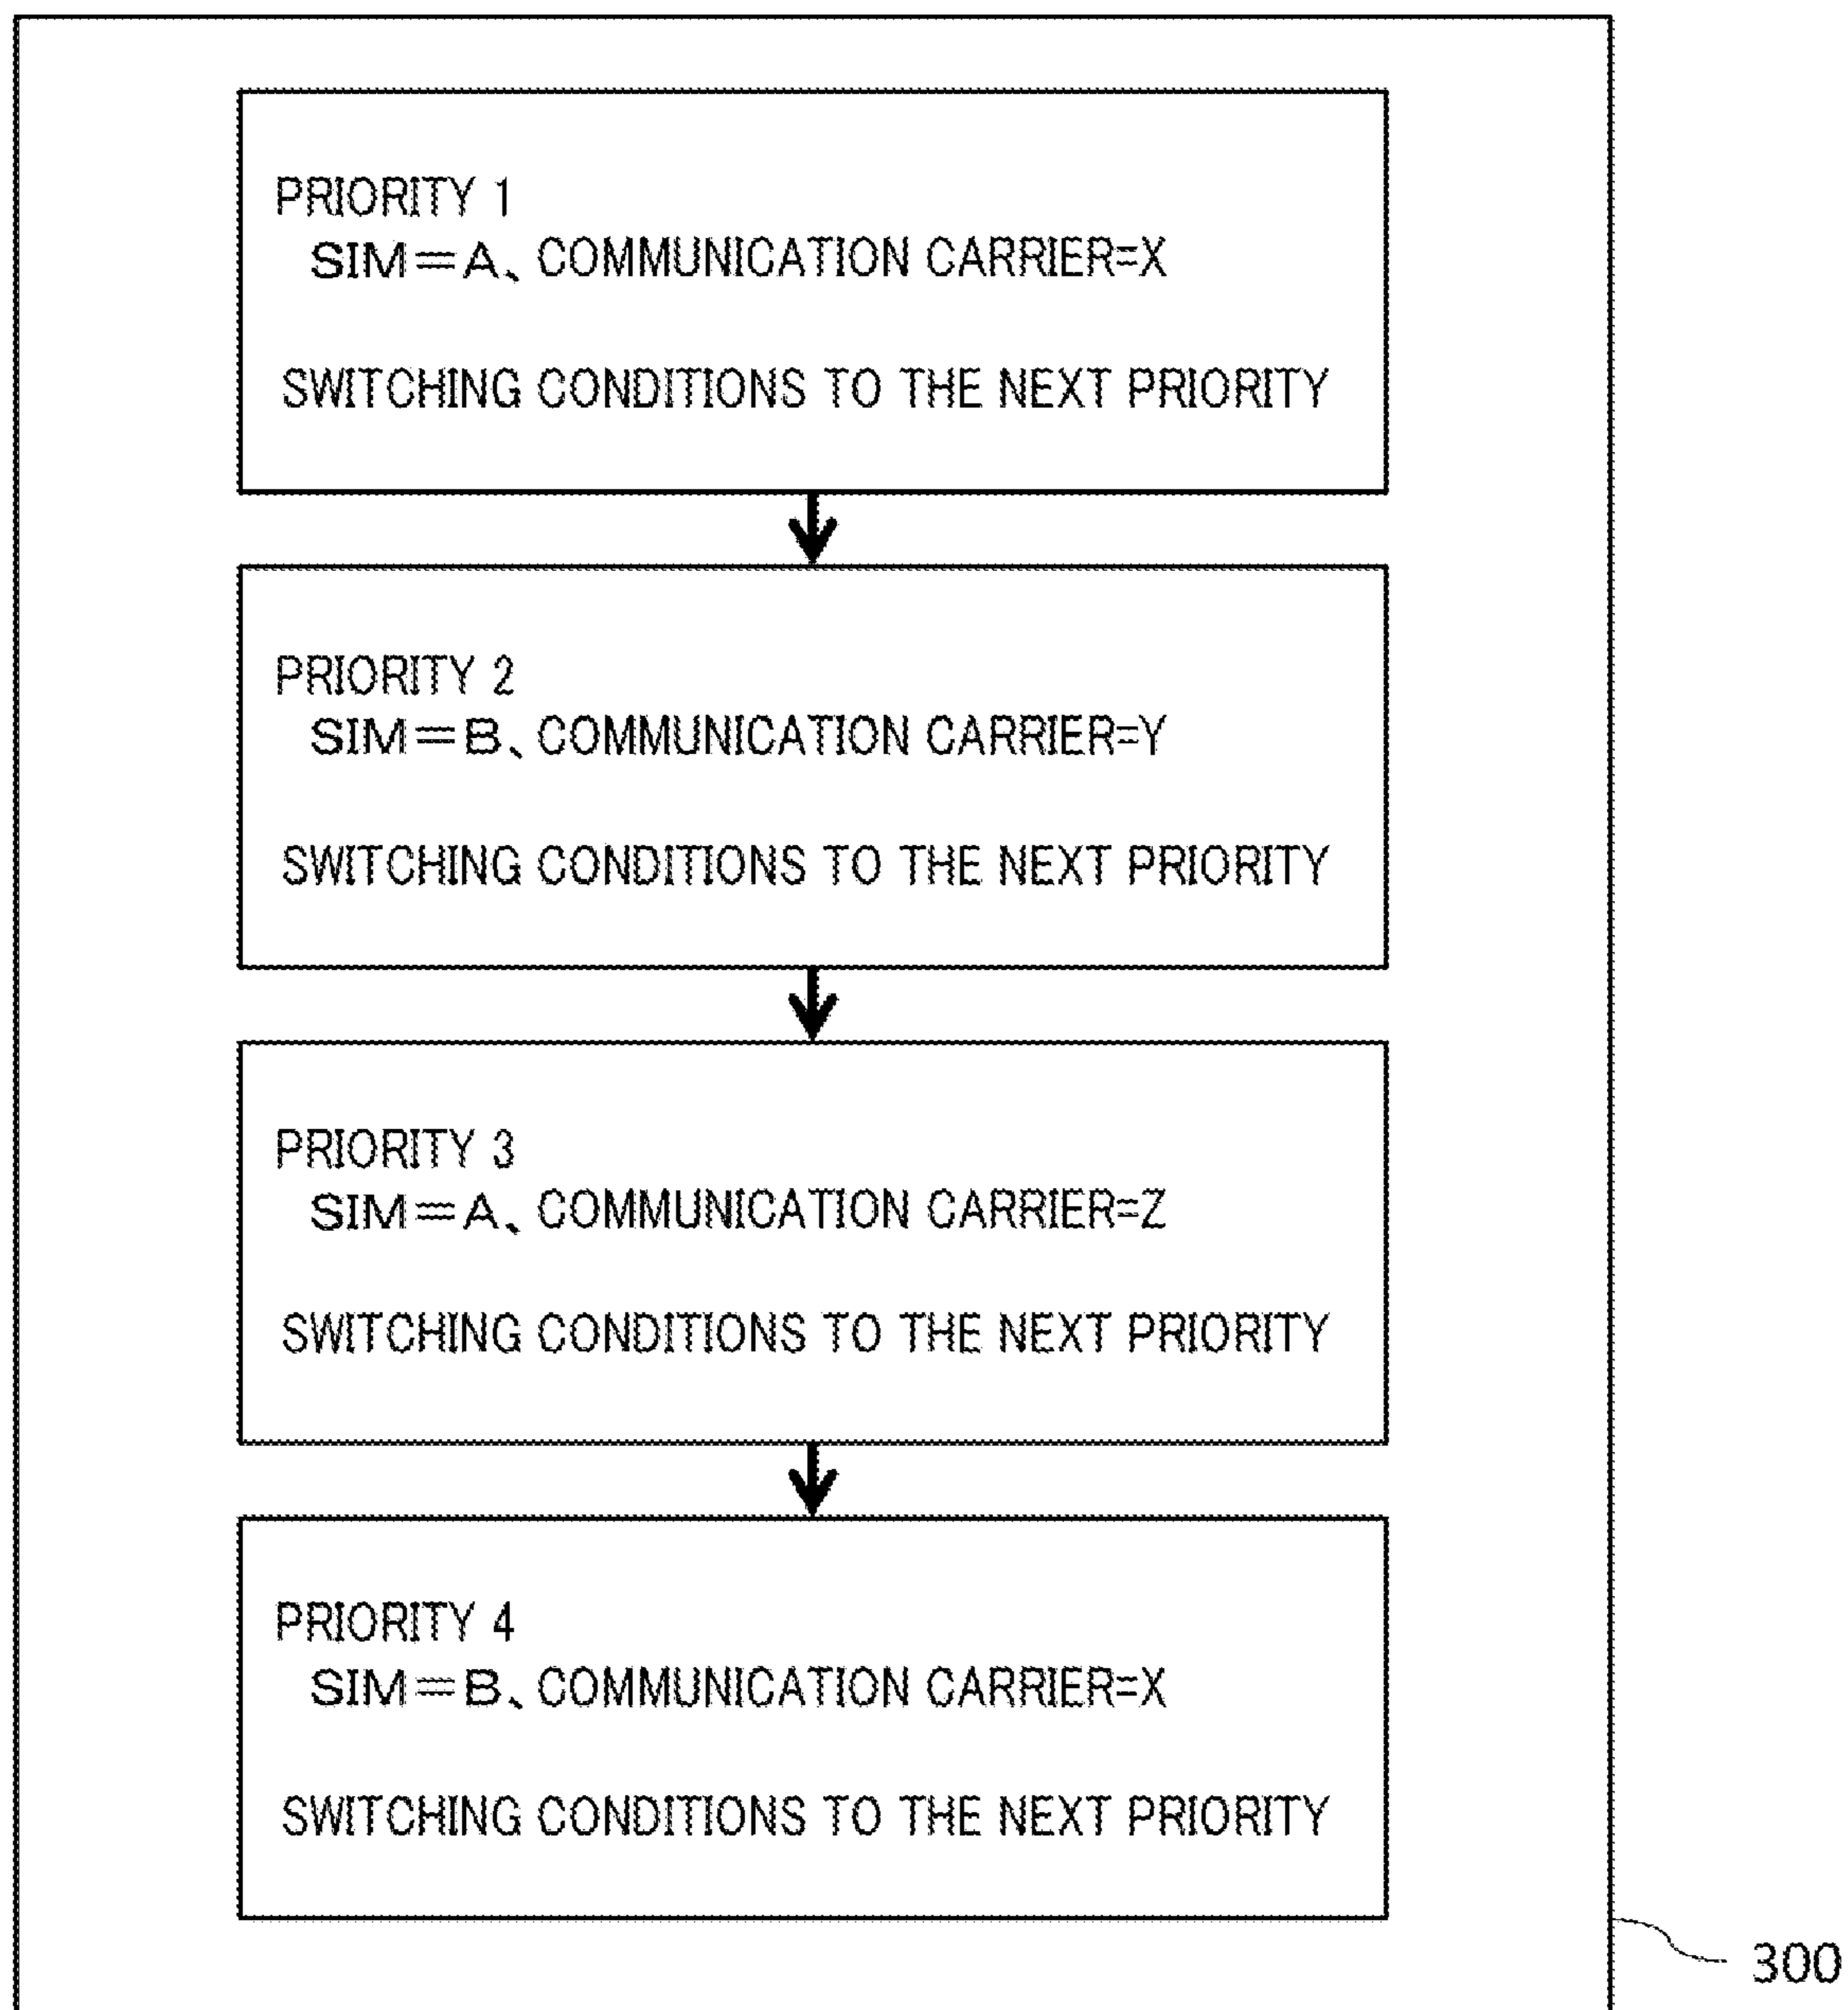 PRIORITY 1
SIM＝A、COMMUNICATION CARRIER=X
SWITCHING CONDITIONS TO THE NEXT PRIORITY
PRIORITY 2
SIM＝B、COMMUNICATION CARRIER=Y
SWITCHING CONDITIONS TO THE NEXT PRIORITY
PRIORITY 3
SIM＝A、COMMUNICATION CARRIER=Z
SWITCHING CONDITIONS TO THE NEXT PRIORITY
PRIORITY 4
SIM＝B、COMMUNICATION CARRIER=X
SWITCHING CONDITIONS TO THE NEXT PRIORITY
300